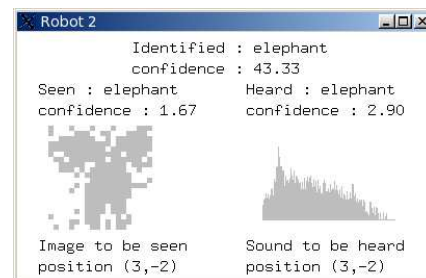 Robot 2
Identified : elephant
confidence : 43.33
Seen : elephant
confidence : 1.67
Heard : elephant
confidence : 2.90
Image to be seen
position (3,-2)
Sound to be heard
position (3,-2)